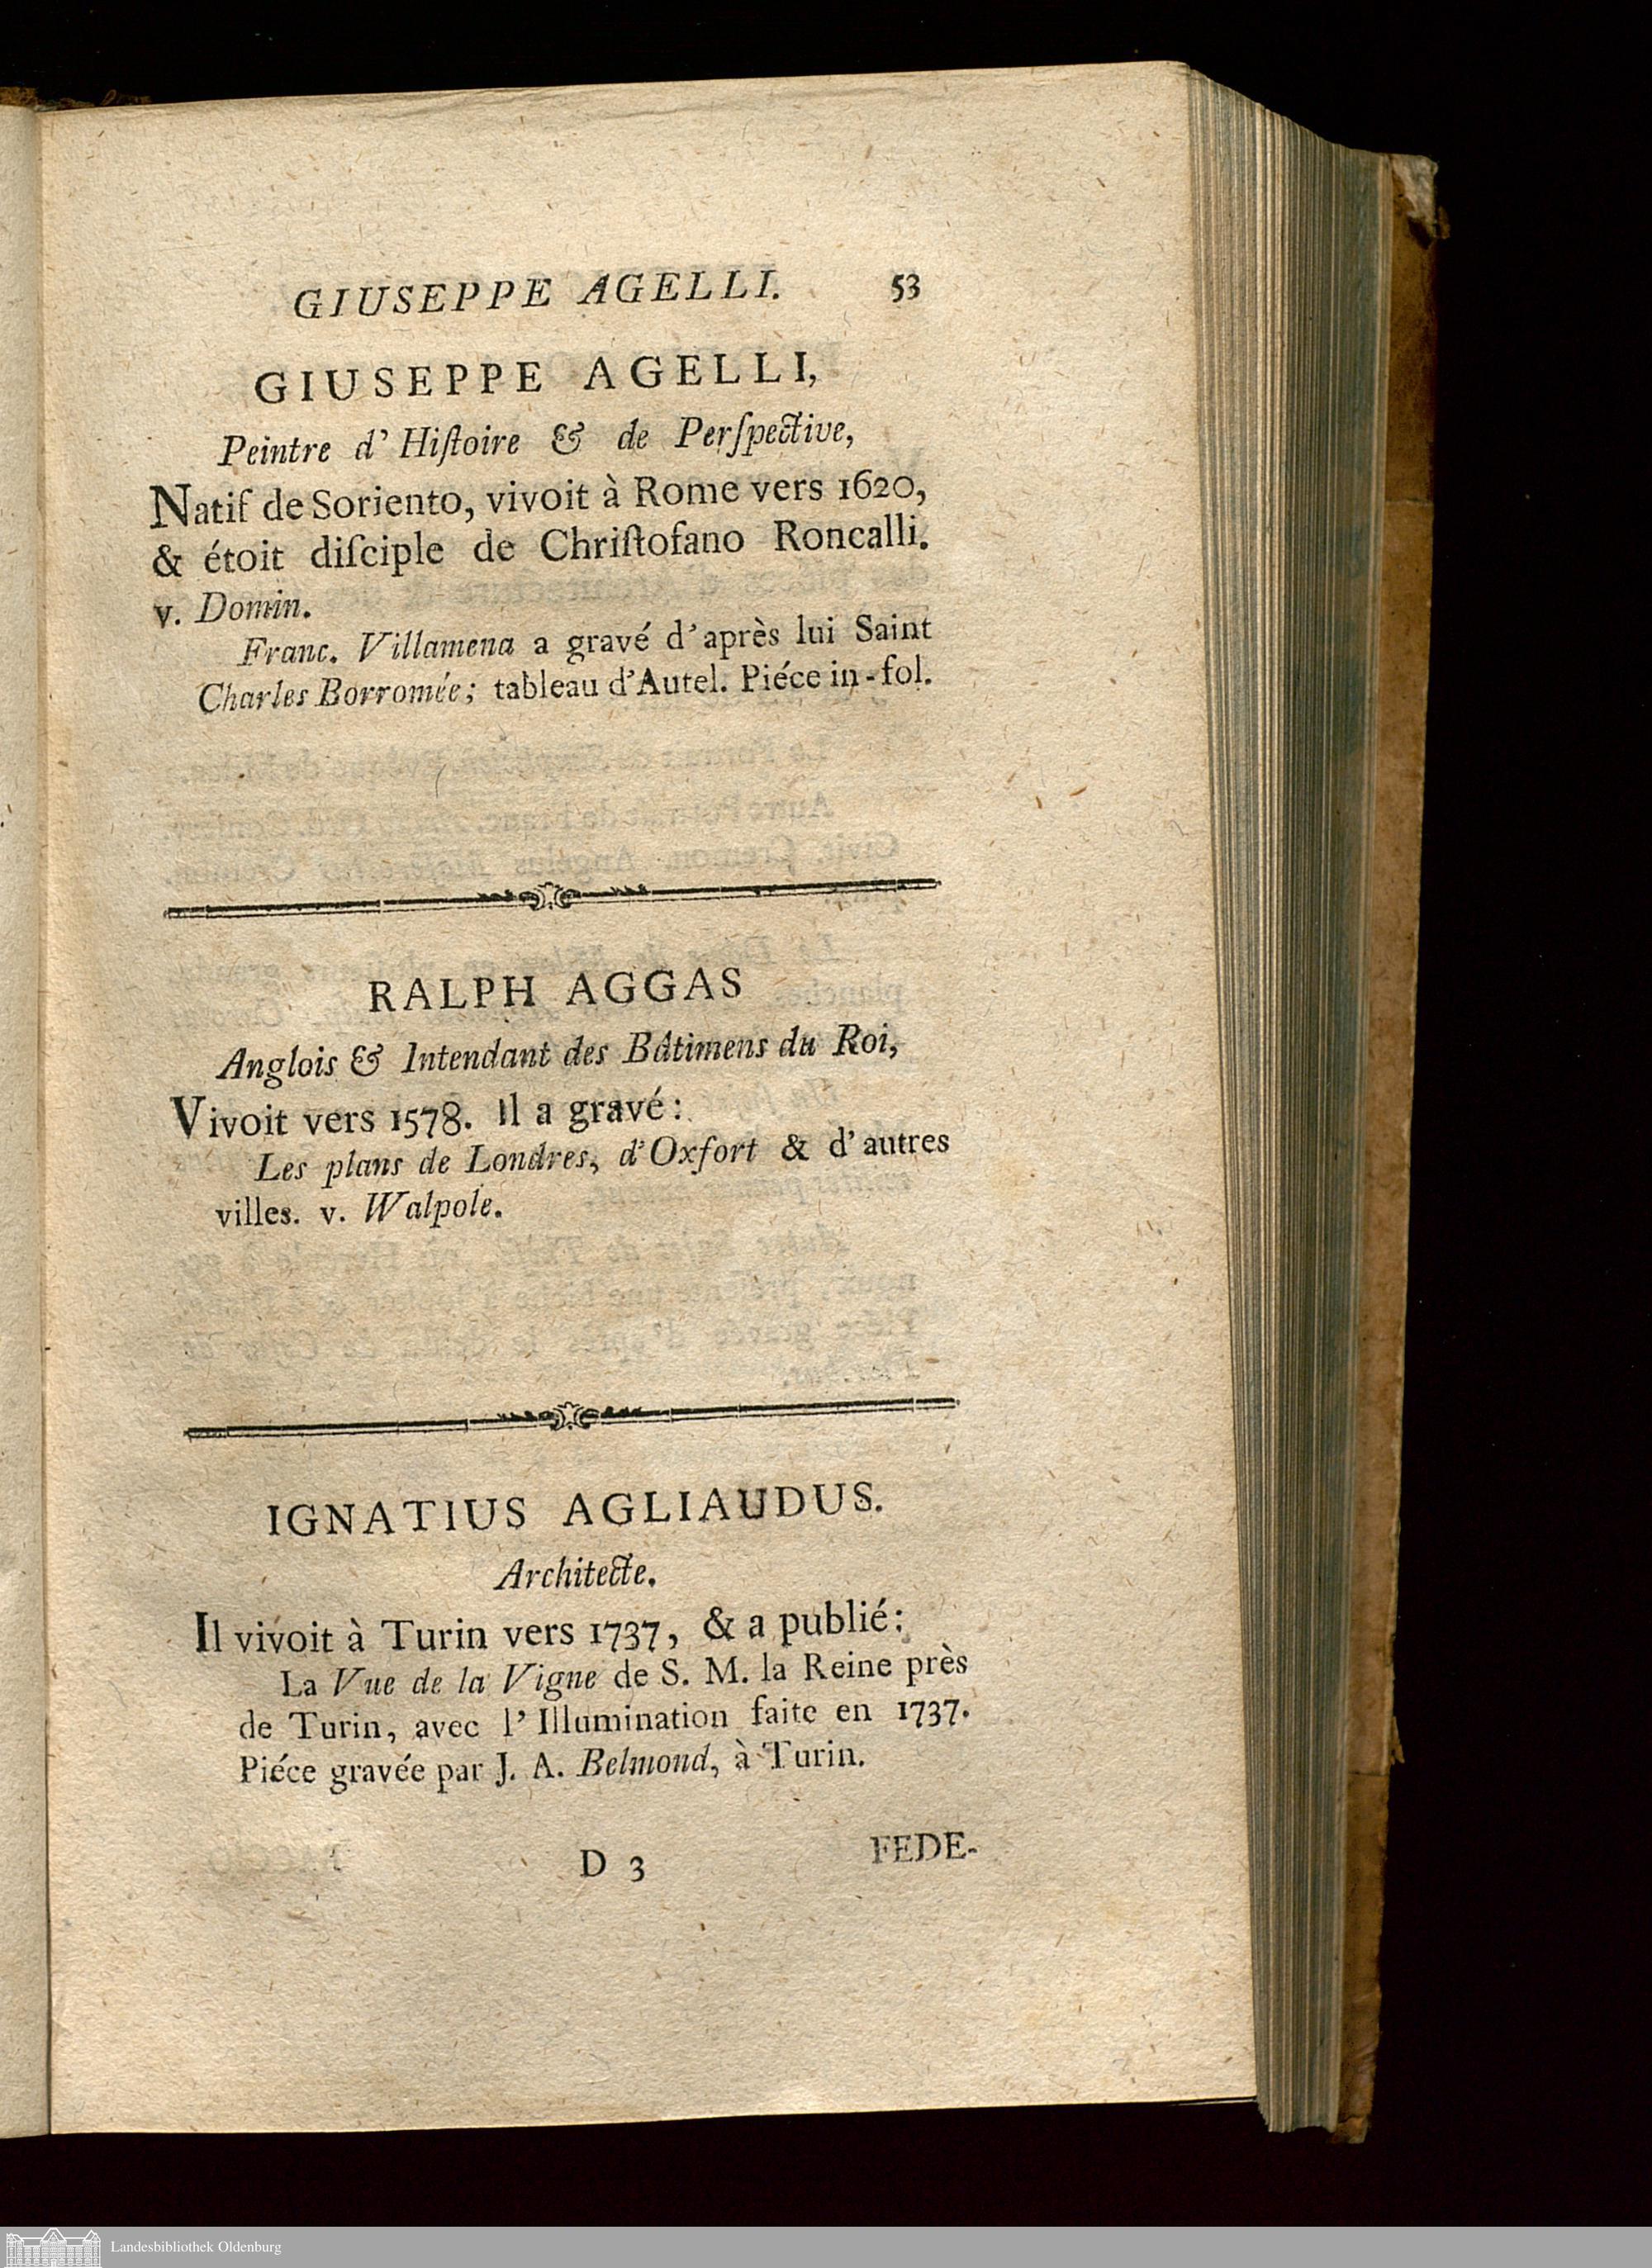 GIUSEPPE AGELLI. 53
GIUSEPPE AGELLI,
Peintre d' Hiſtoire & de Perſpective,
Natif de Soriento, vivoit à Rome vers 1620,
& étoit diſciple de Chriſtofano Roncalli.
v. Domin.
Franc. Villamena a gravé d'après lui Saint
Charles Borromée; tableau d'Autel. Piéce in-fol.
RALPH AGGAS
Anglois & Intendant des Bâtimens du Roi,
Vivoit vers 1578. Il a gravé:
Les plans de Londres, d'Oxfort & d'autres
villes. v. Walpole.
IGNATIUS AGLIAUDUS.
Architecte.
Il vivoit à Turin vers 1737, & a publié:
La Vue de la Vigne de S. M. la Reine près
de Turin, avec l'Illumination faite en 1737.
Piéce gravée par J. A. Belmond, à Turin.
D 3 FEDE-
Landesbibliothek Oldenburg